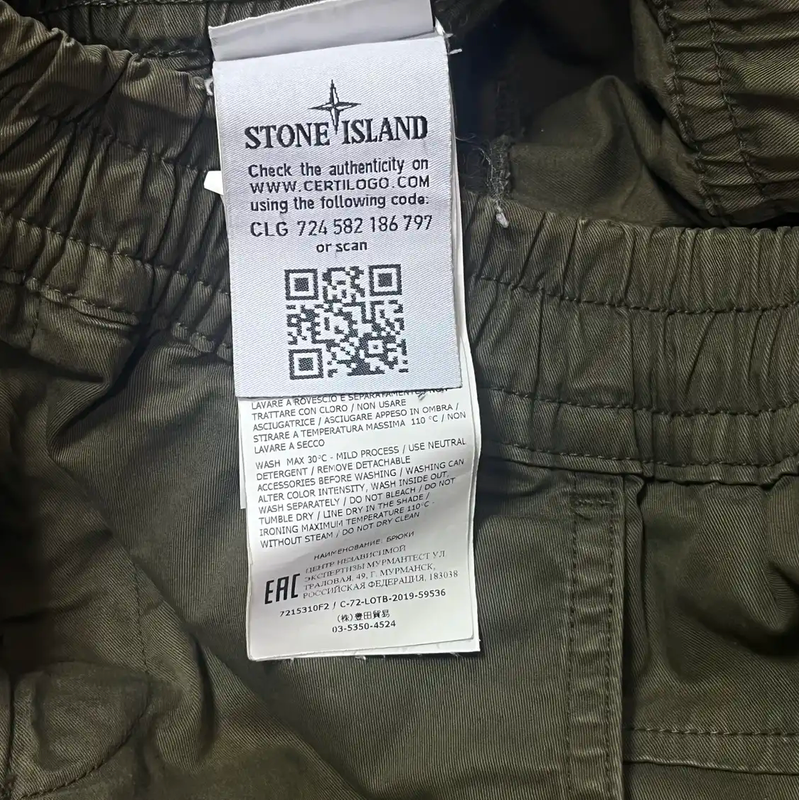 STONE ISLAND
Check the authenticity on
WWW.CERTILOGO.COM
using the following code:
CLG 724 582 186 797
or scan
LAVARE A ROVESCIO E SEPARATAMENTE
TRATTARE CON CLORO / NON USARE
ASCIUGATRICE / ASCIUGARE APPESO IN OMBRA /
STIRARE A TEMPERATURA MASSIMA 110 °C / NON
LAVARE A SECCO
WASH MAX 30°C - MILD PROCESS / USE NEUTRAL
DETERGENT / REMOVE DETACHABLE
ACCESSORIES BEFORE WASHING / WASHING CAN
ALTER COLOR INTENSITY, WASH INSIDE OUT.
WASH SEPARATELY / DO NOT BLEACH / DO NOT
TUMBLE DRY / LINE DRY IN THE SHADE /
IRONING MAXIMUM TEMPERATURE 110°C -
WITHOUT STEAM / DO NOT DRY CLEAN
НАИМЕНОВАНИЕ: БРЮКИ
EAC ЦЕНТР НЕЗАВИСИМОЙ
ЭКСПЕРТИЗЫ МУРМАНТЕСТ УЛ
ГРАЛОВАЯ, 49, Г. МУРМАНСК,
РОССИЙСКАЯ ФЕДЕРАЦИЯ, 183038
7215310F2 / C-72-LOTB-2019-59536
(株)豊田貿易
03-5350-4524